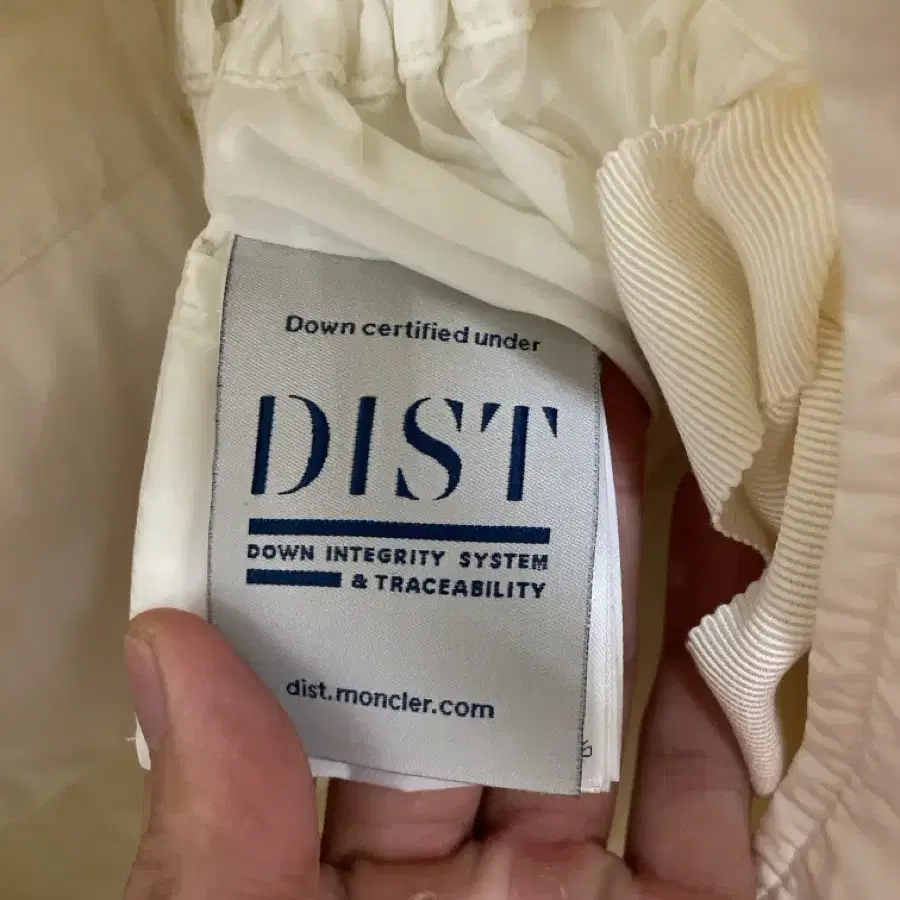 Down certified under
DIST
DOWN INTEGRITY SYSTEM
& TRACEABILITY
dist.moncler.com